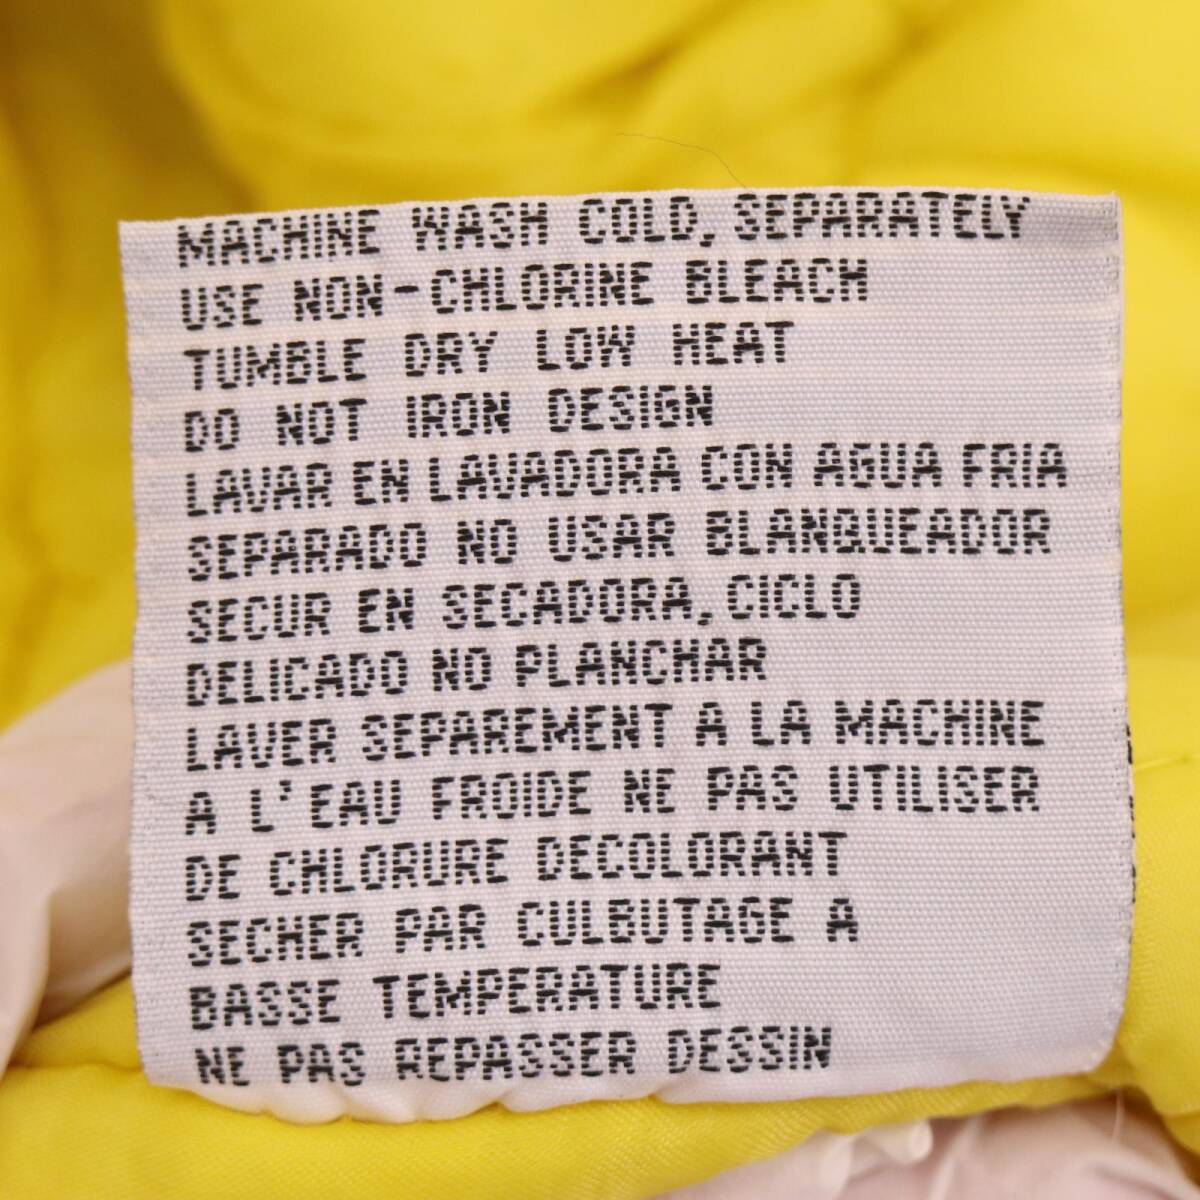 MACHINE WASH COLD, SEPARATELY
USE NON-CHLORINE BLEACH
TUMBLE DRY LOW HEAT
DO NOT IRON DESIGN
LAVAR EN LAVADORA CON AGUA FRIA
SEPARADO NO USAR BLANQUEADOR
SECUR EN SECADORA, CICLO
DELICADO NO PLANCHAR
LAVER SEPAREMENT A LA MACHINE
A L'EAU FROIDE NE PAS UTILISER
DE CHLORURE DECOLORANT
SECHER PAR CULBUTAGE A
BASSE TEMPERATURE
NE PAS REPASSER DESSIN